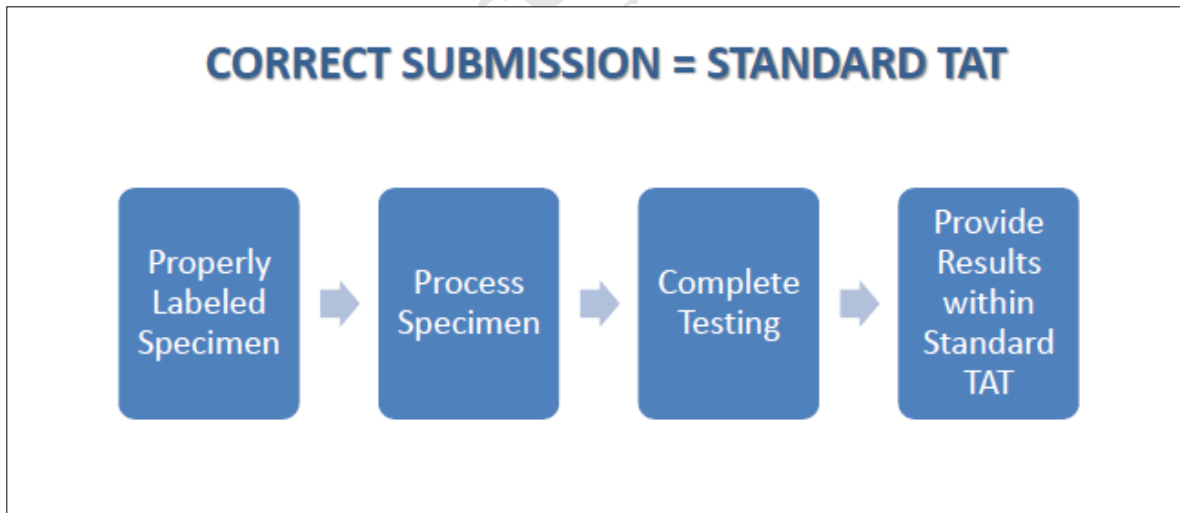 CORRECT SUBMISSION = STANDARD TAT
Properly
Labeled
Specimen
Process
Specimen
Complete
Testing
Provide
Results
within
Standard
TAT